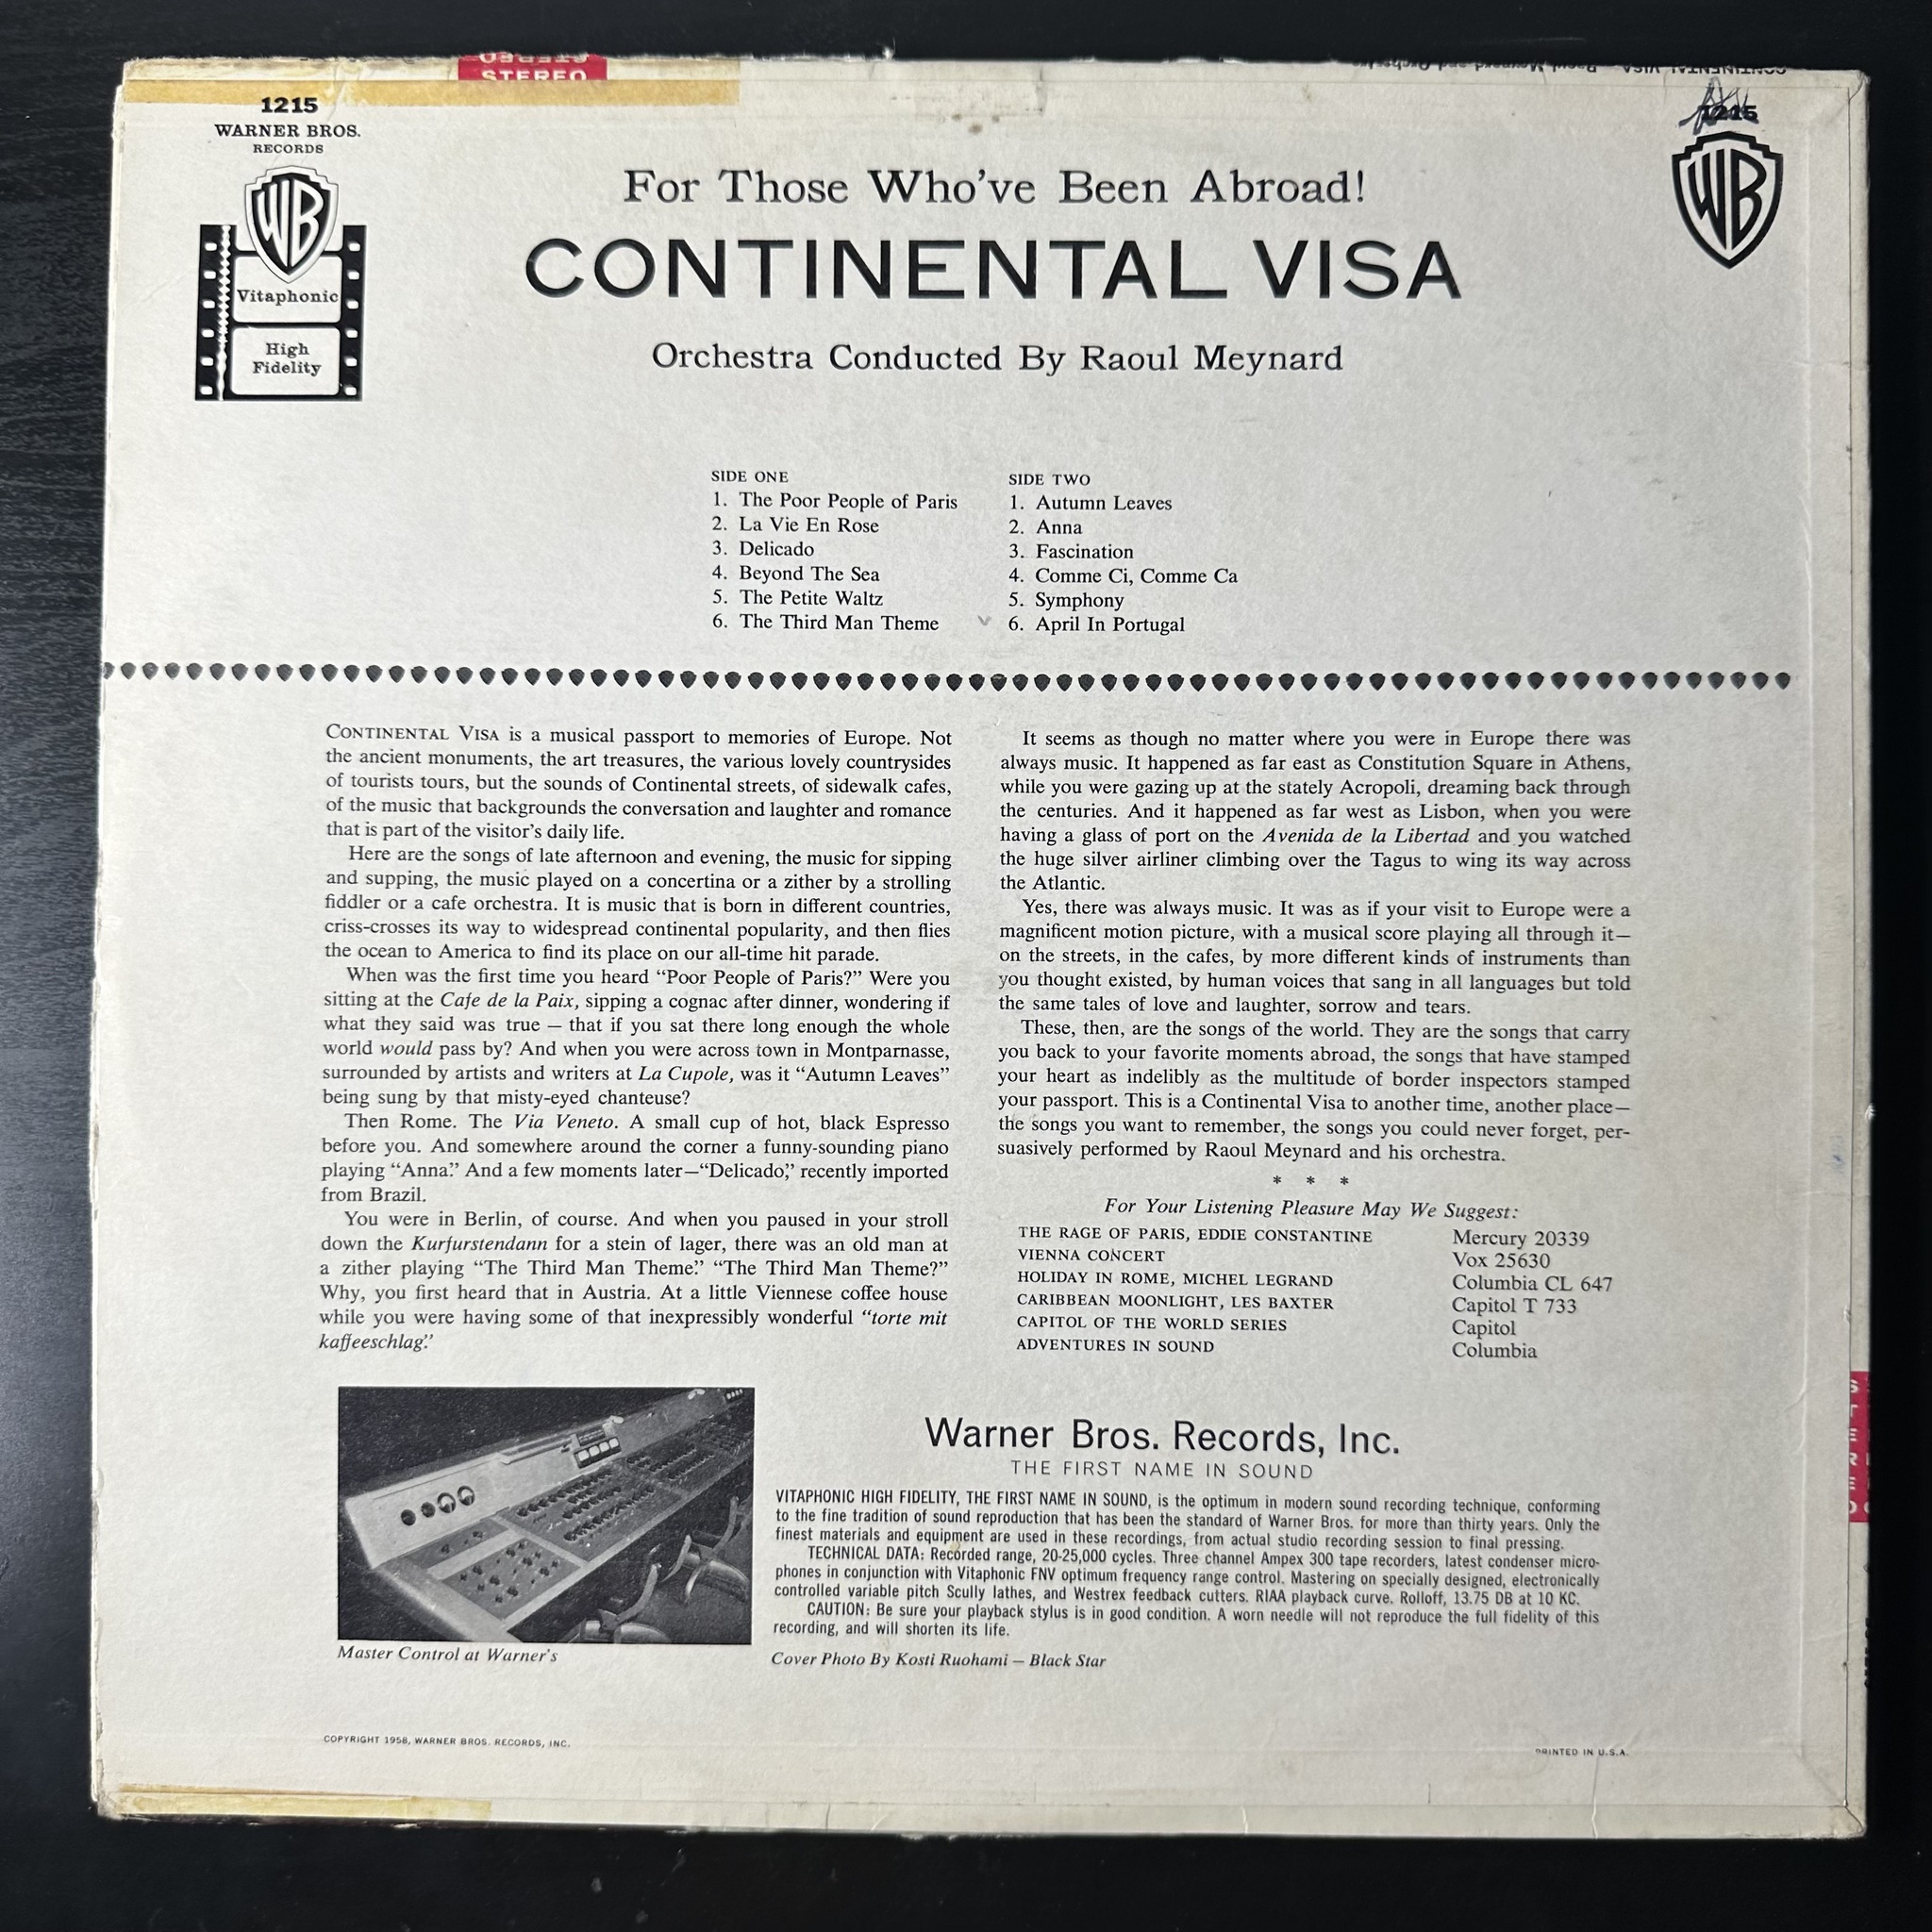 STEREO
STEREO
CONTINENTAL VISA Raoul Meynard and Orchestra
1215
WARNER BROS.
RECORDS
WB
Vitaphonic
High
Fidelity
1215
WB
For Those Who've Been Abroad!
CONTINENTAL VISA
Orchestra Conducted By Raoul Meynard
SIDE ONE
1. The Poor People of Paris
2. La Vie En Rose
3. Delicado
4. Beyond The Sea
5. The Petite Waltz
6. The Third Man Theme
SIDE TWO
1. Autumn Leaves
2. Anna
3. Fascination
4. Comme Ci, Comme Ca
5. Symphony
6. April In Portugal
CONTINENTAL VISA is a musical passport to memories of Europe. Not
the ancient monuments, the art treasures, the various lovely countrysides
of tourists tours, but the sounds of Continental streets, of sidewalk cafes,
of the music that backgrounds the conversation and laughter and romance
that is part of the visitor's daily life.
Here are the songs of late afternoon and evening, the music for sipping
and supping, the music played on a concertina or a zither by a strolling
fiddler or a cafe orchestra. It is music that is born in different countries,
criss-crosses its way to widespread continental popularity, and then flies
the ocean to America to find its place on our all-time hit parade.
When was the first time you heard “Poor People of Paris?” Were you
sitting at the Cafe de la Paix, sipping a cognac after dinner, wondering if
what they said was true — that if you sat there long enough the whole
world would pass by? And when you were across town in Montparnasse,
surrounded by artists and writers at La Cupole, was it “Autumn Leaves”
being sung by that misty-eyed chanteuse?
Then Rome. The Via Veneto. A small cup of hot, black Espresso
before you. And somewhere around the corner a funny-sounding piano
playing “Anna.” And a few moments later—“Delicado,” recently imported
from Brazil.
You were in Berlin, of course. And when you paused in your stroll
down the Kurfurstendann for a stein of lager, there was an old man at
a zither playing “The Third Man Theme.” “The Third Man Theme?”
Why, you first heard that in Austria. At a little Viennese coffee house
while you were having some of that inexpressibly wonderful “torte mit
kaffeeschlag.”
It seems as though no matter where you were in Europe there was
always music. It happened as far east as Constitution Square in Athens,
while you were gazing up at the stately Acropoli, dreaming back through
the centuries. And it happened as far west as Lisbon, when you were
having a glass of port on the Avenida de la Libertad and you watched
the huge silver airliner climbing over the Tagus to wing its way across
the Atlantic.
Yes, there was always music. It was as if your visit to Europe were a
magnificent motion picture, with a musical score playing all through it—
on the streets, in the cafes, by more different kinds of instruments than
you thought existed, by human voices that sang in all languages but told
the same tales of love and laughter, sorrow and tears.
These, then, are the songs of the world. They are the songs that carry
you back to your favorite moments abroad, the songs that have stamped
your heart as indelibly as the multitude of border inspectors stamped
your passport. This is a Continental Visa to another time, another place—
the songs you want to remember, the songs you could never forget, per-
suasively performed by Raoul Meynard and his orchestra.
* * *
For Your Listening Pleasure May We Suggest:
THE RAGE OF PARIS, EDDIE CONSTANTINE Mercury 20339
VIENNA CONCERT Vox 25630
HOLIDAY IN ROME, MICHEL LEGRAND Columbia CL 647
CARIBBEAN MOONLIGHT, LES BAXTER Capitol T 733
CAPITOL OF THE WORLD SERIES Capitol
ADVENTURES IN SOUND Columbia
STEREO
Master Control at Warner's
Warner Bros. Records, Inc.
THE FIRST NAME IN SOUND
VITAPHONIC HIGH FIDELITY, THE FIRST NAME IN SOUND, is the optimum in modern sound recording technique, conforming
to the fine tradition of sound reproduction that has been the standard of Warner Bros. for more than thirty years. Only the
finest materials and equipment are used in these recordings, from actual studio recording session to final pressing.
TECHNICAL DATA: Recorded range, 20-25,000 cycles. Three channel Ampex 300 tape recorders, latest condenser micro-
phones in conjunction with Vitaphonic FNV optimum frequency range control. Mastering on specially designed, electronically
controlled variable pitch Scully lathes, and Westrex feedback cutters. RIAA playback curve. Rolloff, 13.75 DB at 10 KC.
CAUTION: Be sure your playback stylus is in good condition. A worn needle will not reproduce the full fidelity of this
recording, and will shorten its life.
Cover Photo By Kosti Ruohami — Black Star
COPYRIGHT 1958, WARNER BROS. RECORDS, INC.
PRINTED IN U.S.A.